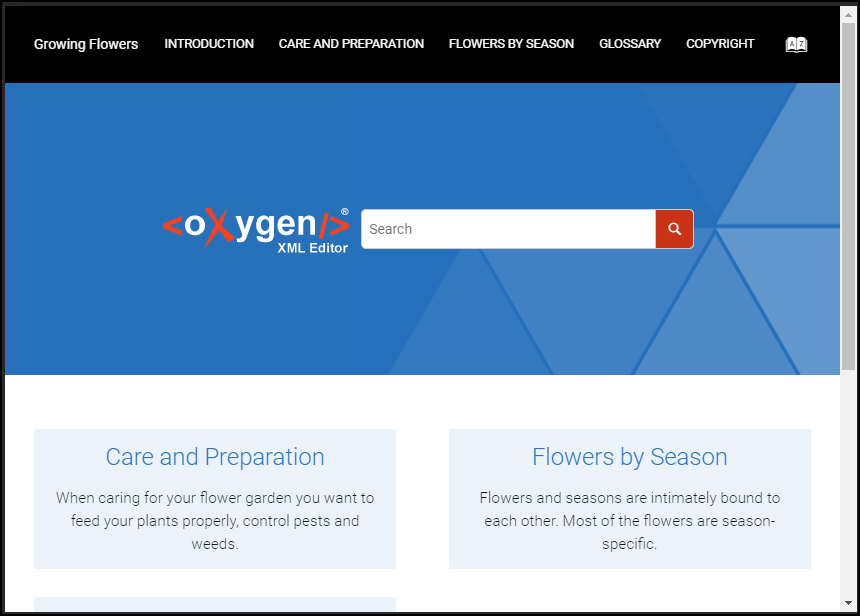 Growing Flowers INTRODUCTION CARE AND PREPARATION FLOWERS BY SEASON GLOSSARY COPYRIGHT A Z
<oXygen/>®
XML Editor
Search
Care and Preparation
When caring for your flower garden you want to
feed your plants properly, control pests and
weeds.
Flowers by Season
Flowers and seasons are intimately bound to
each other. Most of the flowers are season-
specific.